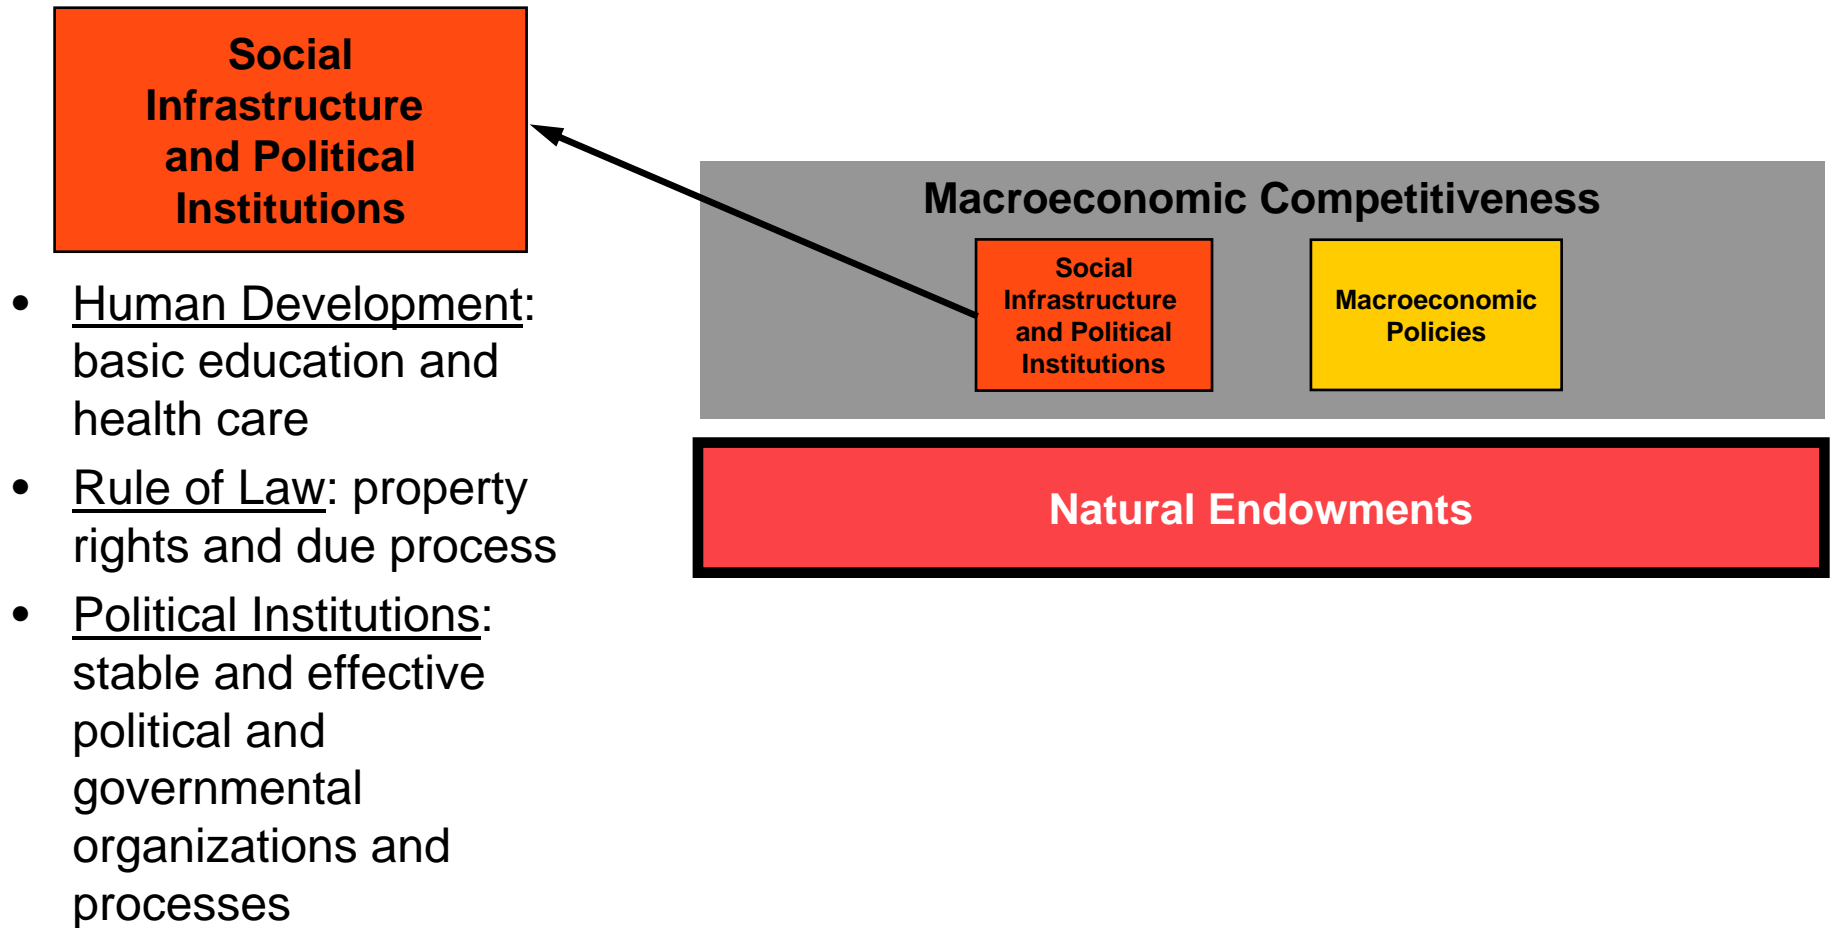 Social
Infrastructure
and Political
Institutions
• Human Development:
basic education and
health care
• Rule of Law: property
rights and due process
• Political Institutions:
stable and effective
political and
governmental
organizations and
processes
Macroeconomic Competitiveness
Social
Infrastructure
and Political
Institutions
Macroeconomic
Policies
Natural Endowments